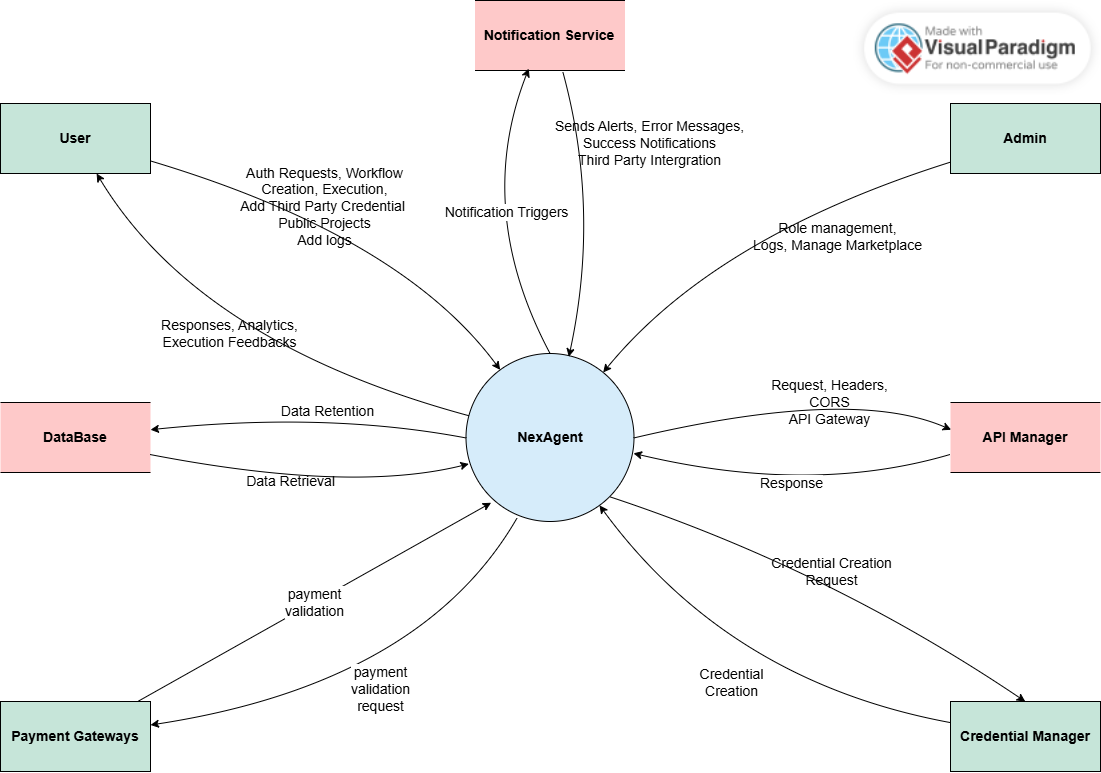 Notification Service
Made with
VisualParadigm
For non-commercial use
User
Admin
Sends Alerts, Error Messages,
Success Notifications
Third Party Intergration
Auth Requests, Workflow
Creation, Execution,
Add Third Party Credential
Public Projects
Add logs
Notification Triggers
Role management,
Logs, Manage Marketplace
Responses, Analytics,
Execution Feedbacks
Request, Headers,
CORS
API Gateway
Data Retention
DataBase
NexAgent
API Manager
Data Retrieval
Response
Credential Creation
Request
payment
validation
payment
validation
request
Credential
Creation
Payment Gateways
Credential Manager